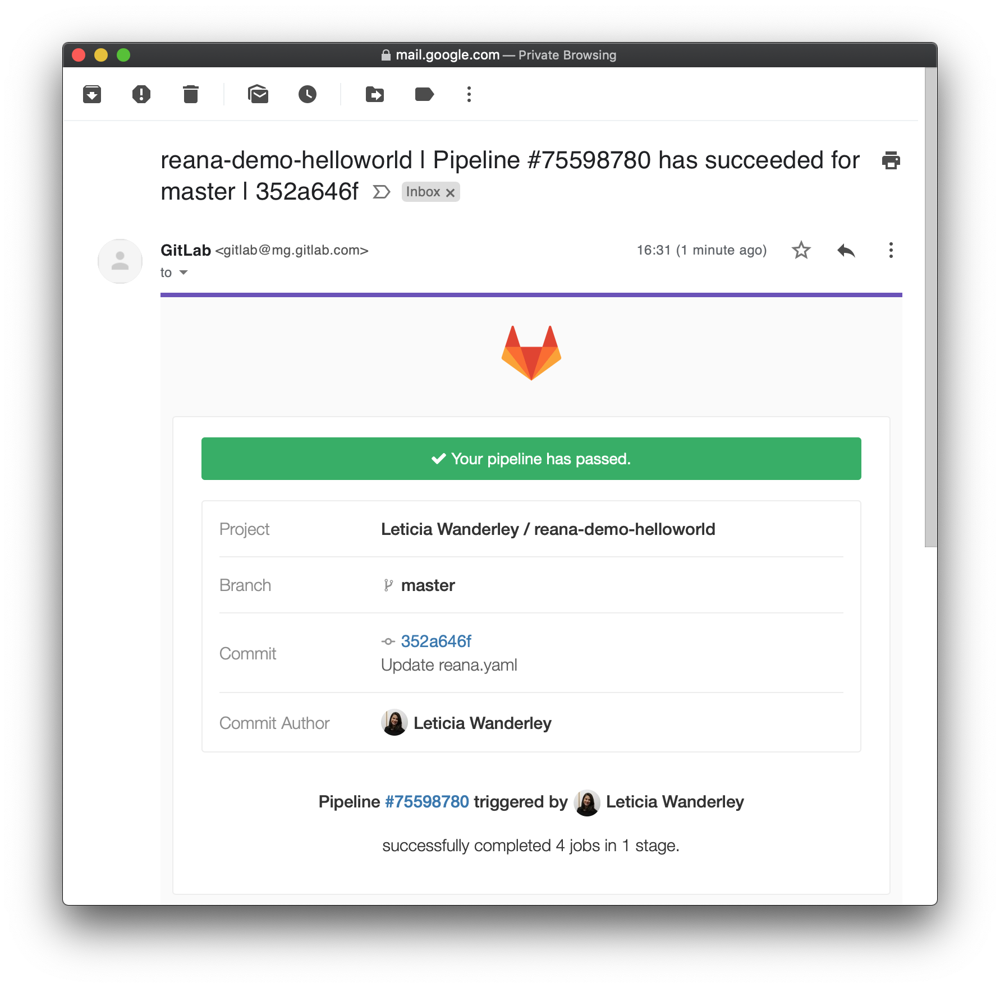 mail.google.com — Private Browsing
reana-demo-helloworld | Pipeline #75598780 has succeeded for
master | 352a646f Inbox ×
GitLab <gitlab@mg.gitlab.com> 16:31 (1 minute ago)
to
Your pipeline has passed.
Project Leticia Wanderley / reana-demo-helloworld
Branch master
Commit 352a646f
Update reana.yaml
Commit Author Leticia Wanderley
Pipeline #75598780 triggered by Leticia Wanderley
successfully completed 4 jobs in 1 stage.